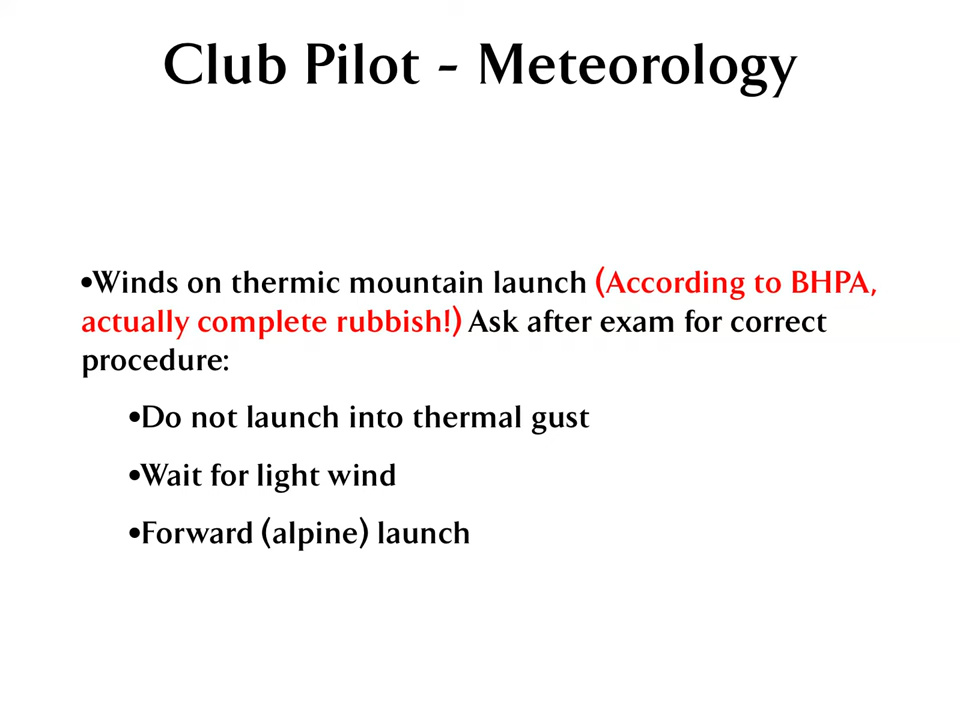 Club Pilot - Meteorology
•Winds on thermic mountain launch (According to BHPA,
actually complete rubbish!) Ask after exam for correct
procedure:
•Do not launch into thermal gust
•Wait for light wind
•Forward (alpine) launch